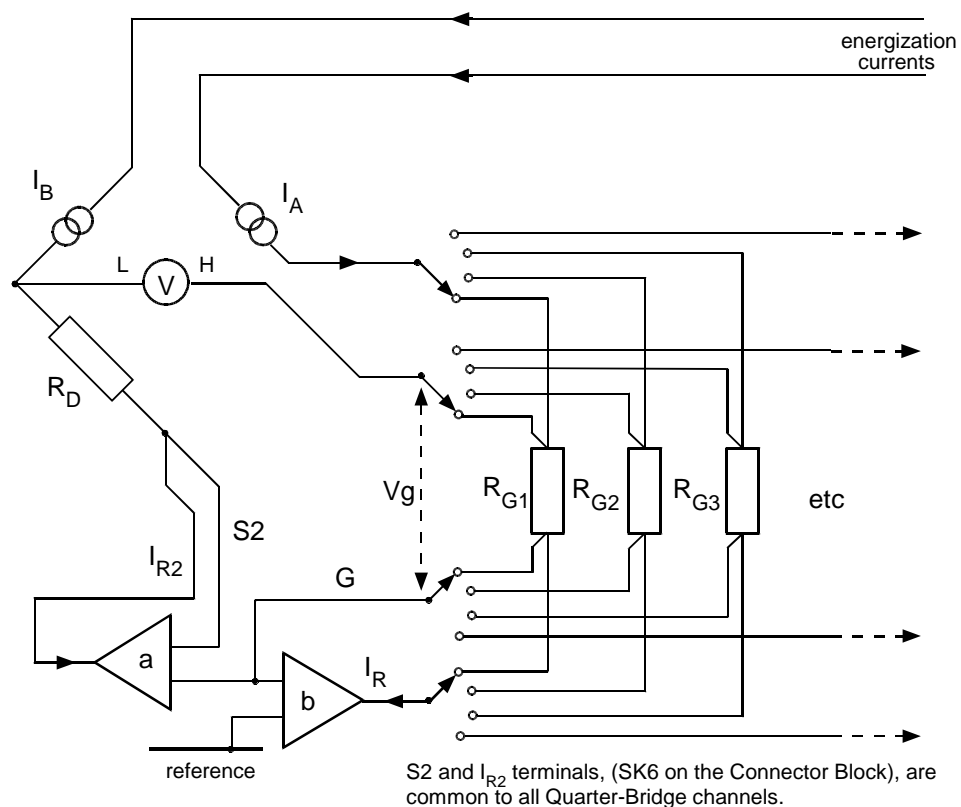 energization
currents
I_B
I_A
L
V
H
R_D
Vg
R_G1
R_G2
R_G3
etc
S2
I_R2
G
a
b
I_R
reference
S2 and I_R2 terminals, (SK6 on the Connector Block), are
common to all Quarter-Bridge channels.